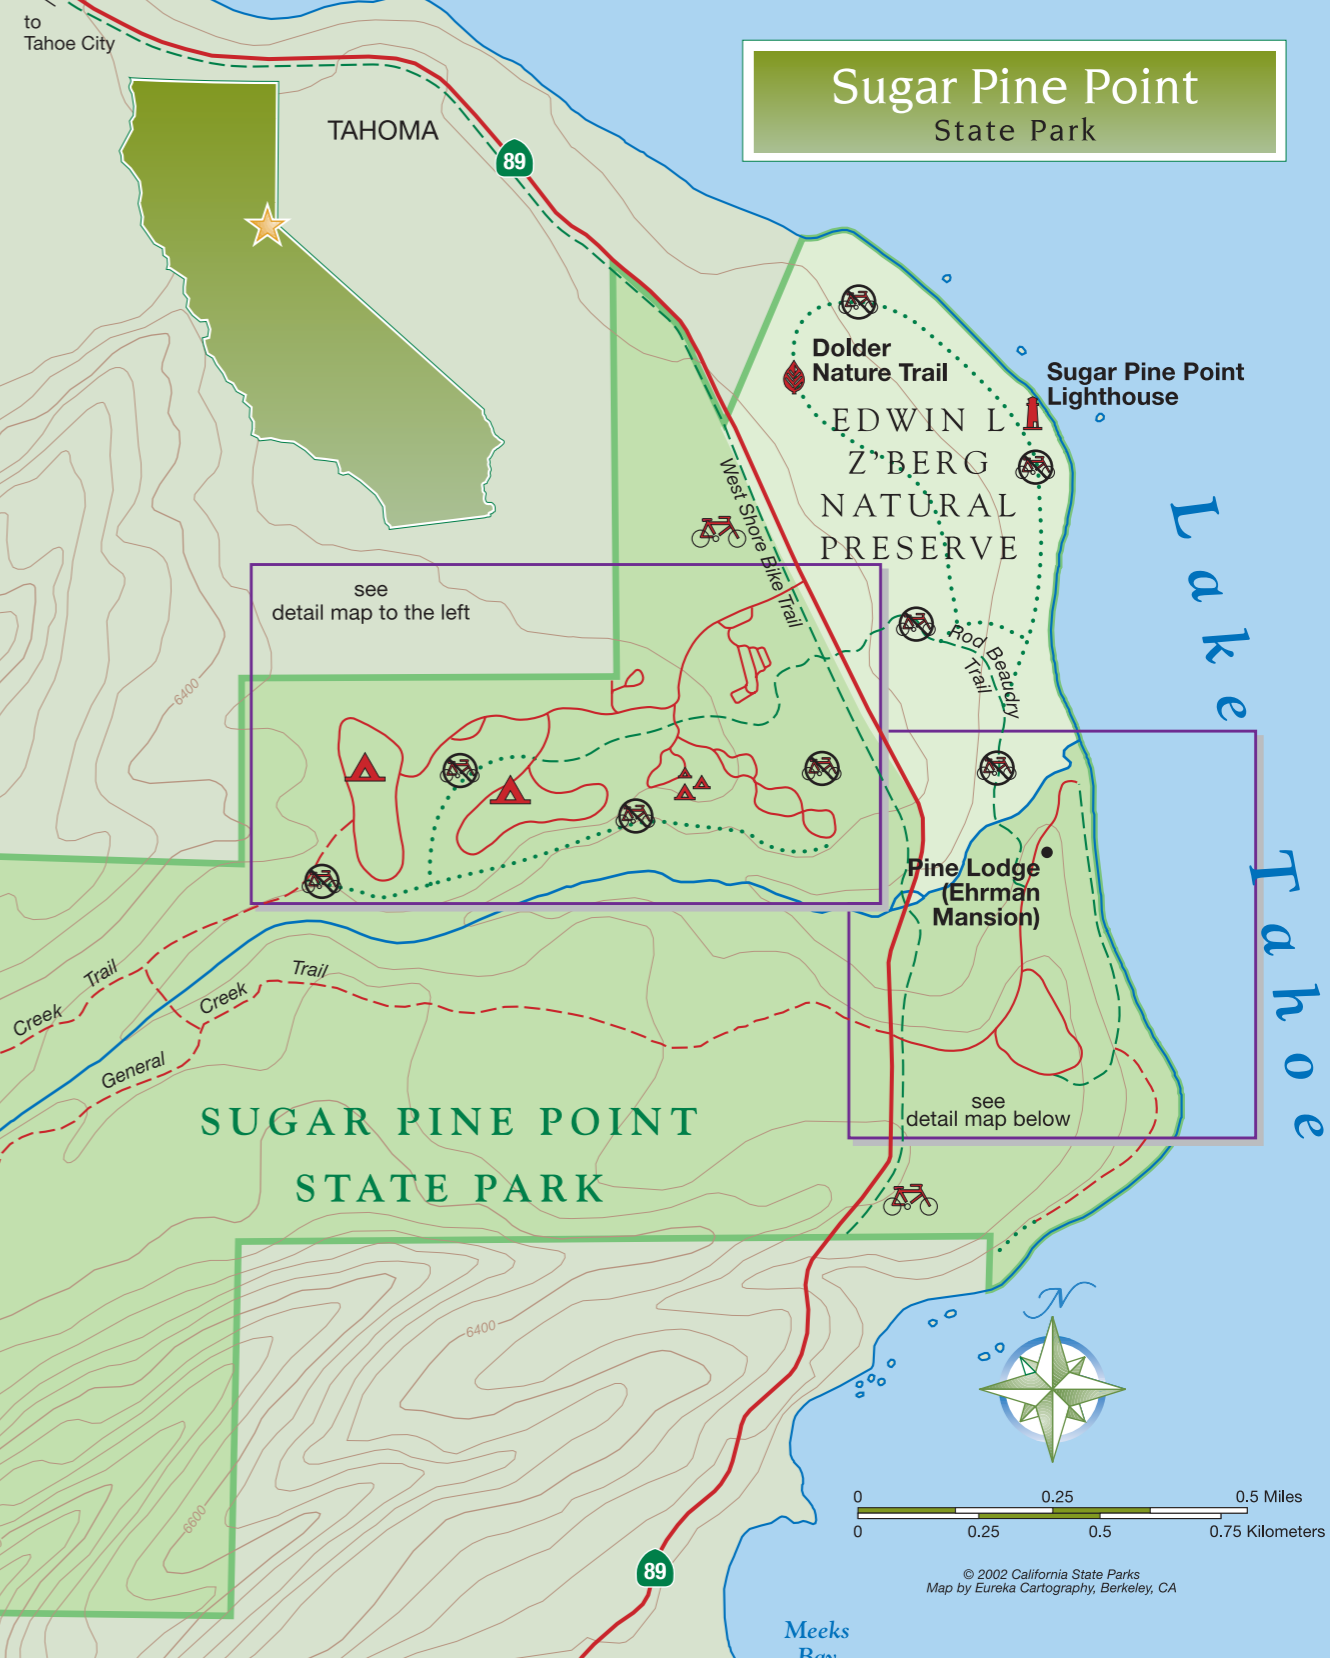 to
Tahoe City
Sugar Pine Point
State Park
TAHOMA
89
Dolder
Nature Trail
Sugar Pine Point
Lighthouse
EDWIN L
Z'BERG
NATURAL
PRESERVE
West Shore Bike Trail
Lake
Tahoe
see
detail map to the left
Rod Beaudry
Trail
6400
Pine Lodge
(Ehrman
Mansion)
Creek Trail
Creek Trail
General
see
detail map below
SUGAR PINE POINT
STATE PARK
N
6400
6600
0 0.25 0.5 Miles
0 0.25 0.5 0.75 Kilometers
89
© 2002 California State Parks
Map by Eureka Cartography, Berkeley, CA
Meeks
Bay